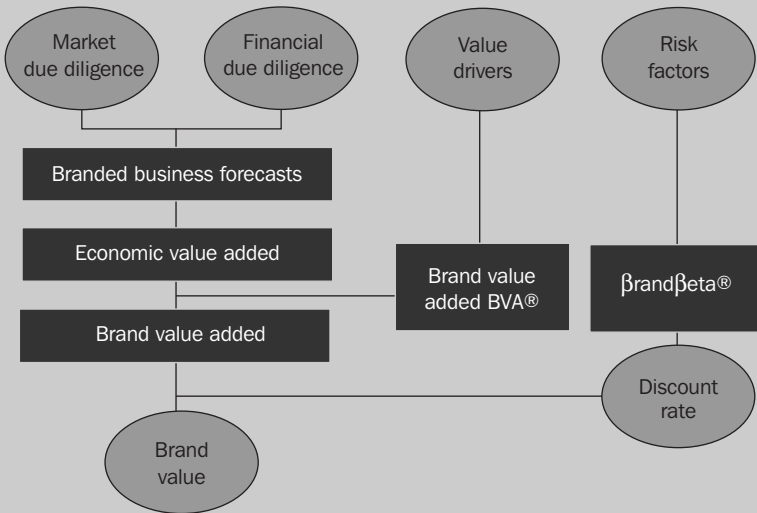 Market
due diligence
Financial
due diligence
Value
drivers
Risk
factors
Branded business forecasts
Economic value added
Brand value
added BVA®
βrandβeta®
Brand value added
Discount
rate
Brand
value